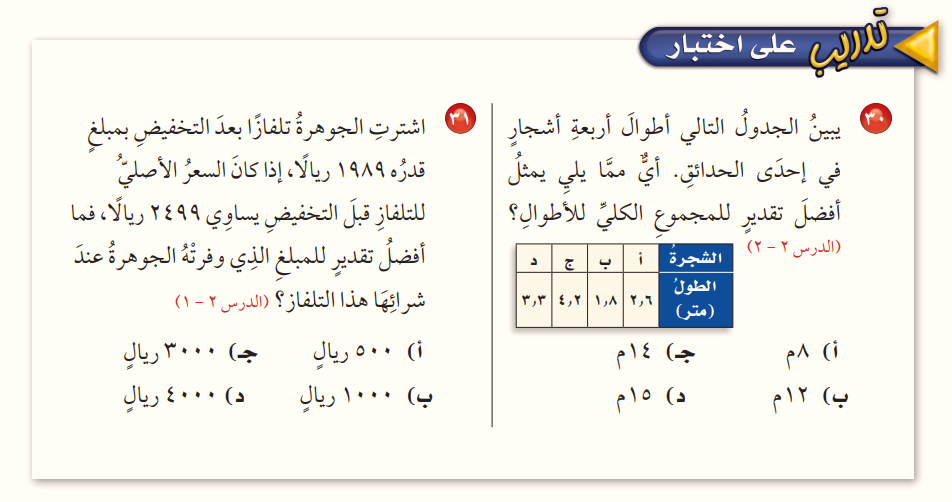 تدريب على اختبار
٣٠ يبينُ الجدولُ التالي أطوالَ أربعةِ أشجارٍ
في إحدَى الحدائقِ. أيٌّ ممَّا يلي يمثلُ
أفضلَ تقديرٍ للمجموعِ الكليِّ للأطوالِ؟
(الدرس ٢ – ٢)
الشجرةُ أ ب ج د
الطولُ (متر) ٢٫٦ ١٫٨ ٤٫٢ ٣٫٣
أ) ٨م جـ) ١٤م
ب) ١٢م د) ١٥م
٣١ اشترتِ الجوهرةُ تلفازًا بعدَ التخفيضِ بمبلغٍ
قدرُه ١٩٨٩ ريالًا، إذا كانَ السعرُ الأصليُّ
للتلفازِ قبلَ التخفيضِ يساوِي ٢٤٩٩ ريالًا، فما
أفضلُ تقديرٍ للمبلغِ الذِي وفرتْهُ الجوهرةُ عندَ
شرائِهَا هذا التلفاز؟ (الدرس ٢ – ١)
أ) ٥٠٠ ريالٍ جـ) ٣٠٠٠ ريالٍ
ب) ١٠٠٠ ريالٍ د) ٤٠٠٠ ريالٍ